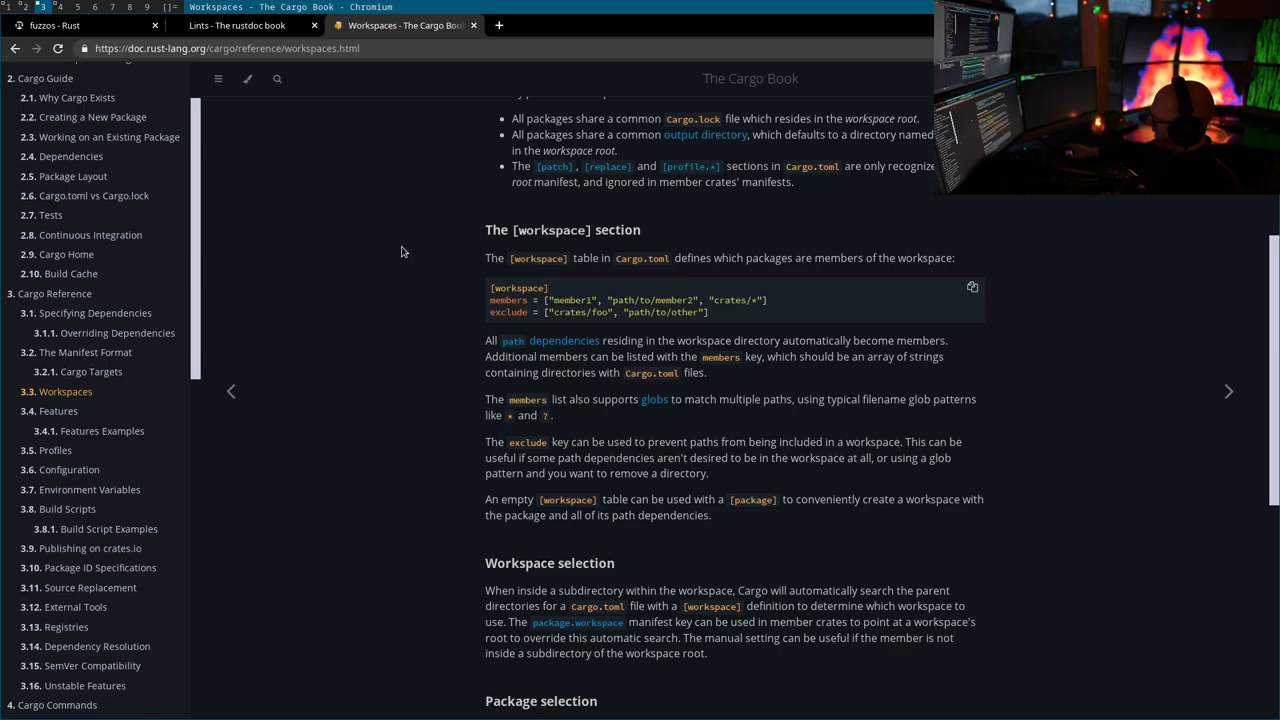 1 2 3 4 5 6 7 8 9 []= Workspaces - The Cargo Book - Chromium
fuzzos - Rust
Lints - The rustdoc book
Workspaces - The Cargo Boo
https://doc.rust-lang.org/cargo/reference/workspaces.html
2. Cargo Guide
2.1. Why Cargo Exists
2.2. Creating a New Package
2.3. Working on an Existing Package
2.4. Dependencies
2.5. Package Layout
2.6. Cargo.toml vs Cargo.lock
2.7. Tests
2.8. Continuous Integration
2.9. Cargo Home
2.10. Build Cache
3. Cargo Reference
3.1. Specifying Dependencies
3.1.1. Overriding Dependencies
3.2. The Manifest Format
3.2.1. Cargo Targets
3.3. Workspaces
3.4. Features
3.4.1. Features Examples
3.5. Profiles
3.6. Configuration
3.7. Environment Variables
3.8. Build Scripts
3.8.1. Build Script Examples
3.9. Publishing on crates.io
3.10. Package ID Specifications
3.11. Source Replacement
3.12. External Tools
3.13. Registries
3.14. Dependency Resolution
3.15. SemVer Compatibility
3.16. Unstable Features
4. Cargo Commands
The Cargo Book
All packages share a common Cargo.lock file which resides in the workspace root.
All packages share a common output directory, which defaults to a directory named
in the workspace root.
The [patch], [replace] and [profile.*] sections in Cargo.toml are only recognize
root manifest, and ignored in member crates' manifests.
The [workspace] section
The [workspace] table in Cargo.toml defines which packages are members of the workspace:
[workspace]
members = ["member1", "path/to/member2", "crates/*"]
exclude = ["crates/foo", "path/to/other"]
All path dependencies residing in the workspace directory automatically become members.
Additional members can be listed with the members key, which should be an array of strings
containing directories with Cargo.toml files.
The members list also supports globs to match multiple paths, using typical filename glob patterns
like * and ?.
The exclude key can be used to prevent paths from being included in a workspace. This can be
useful if some path dependencies aren't desired to be in the workspace at all, or using a glob
pattern and you want to remove a directory.
An empty [workspace] table can be used with a [package] to conveniently create a workspace with
the package and all of its path dependencies.
Workspace selection
When inside a subdirectory within the workspace, Cargo will automatically search the parent
directories for a Cargo.toml file with a [workspace] definition to determine which workspace to
use. The package.workspace manifest key can be used in member crates to point at a workspace's
root to override this automatic search. The manual setting can be useful if the member is not
inside a subdirectory of the workspace root.
Package selection